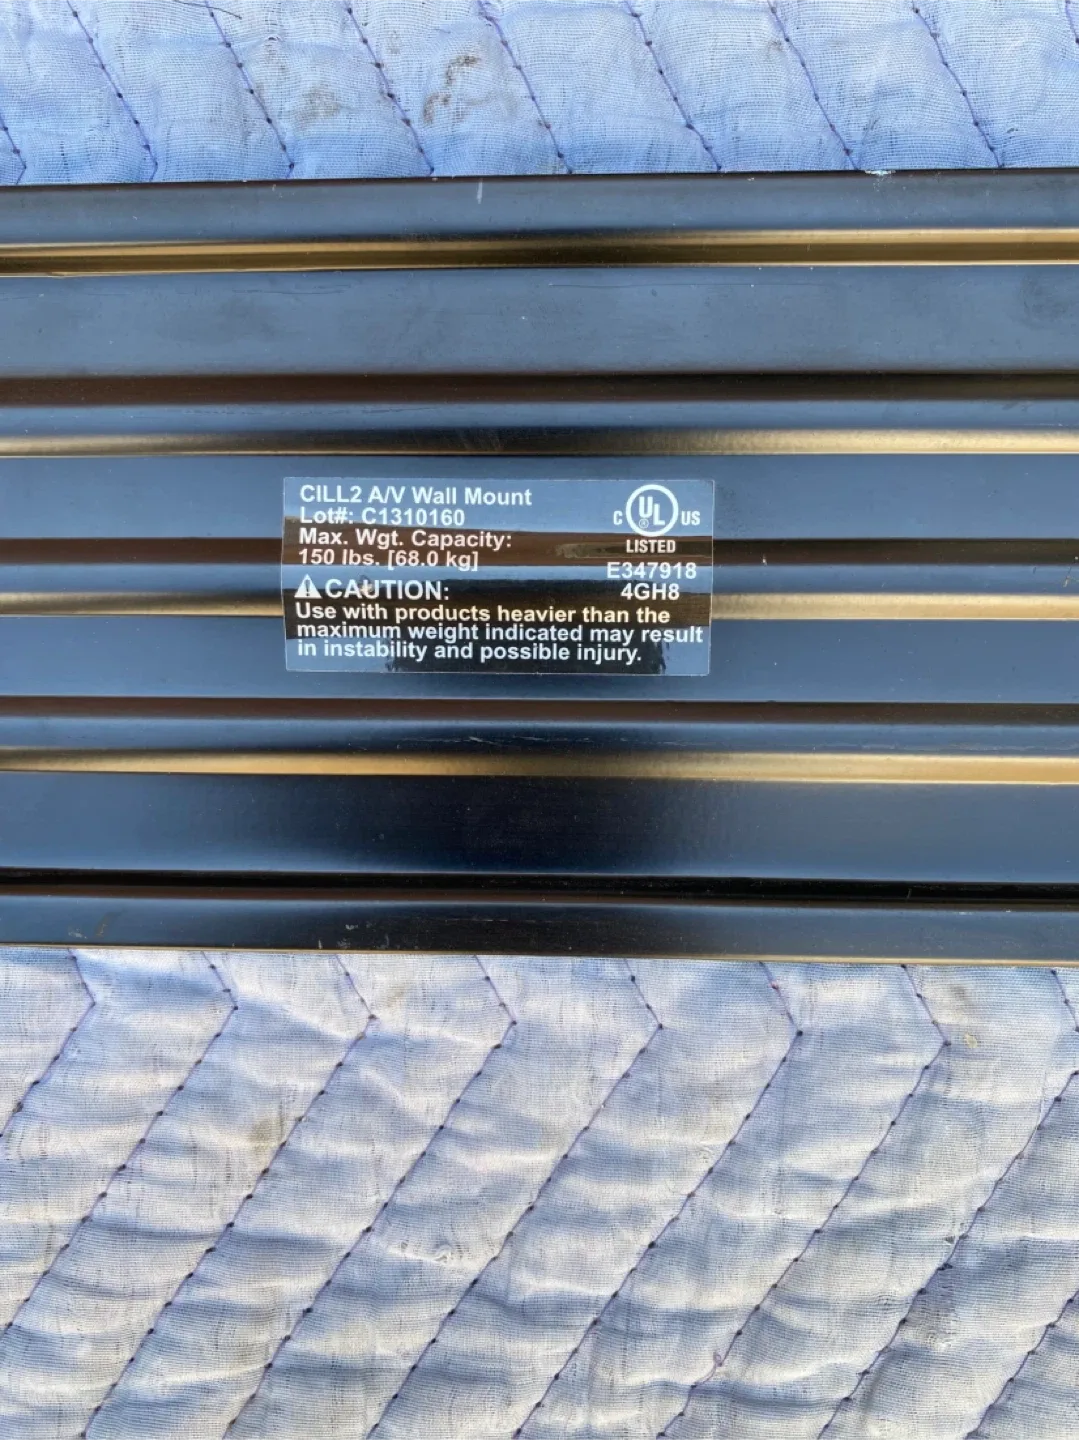 CILL2 A/V Wall Mount
Lot#: C1310160
Max. Wgt. Capacity:
150 lbs. [68.0 kg]
C UL ® US
LISTED
E347918
4GH8
CAUTION:
Use with products heavier than the
maximum weight indicated may result
in instability and possible injury.